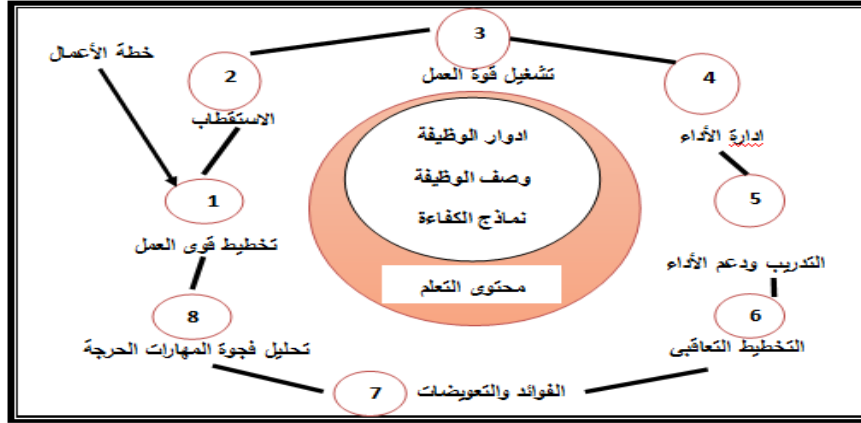 خطة الأعمال
1
تخطيط قوى العمل
2
الاستقطاب
3
تشغيل قوة العمل
4
ادارة الأداء
5
التدريب ودعم الأداء
6
التخطيط التعاقبى
7
الفوائد والتعويضات
8
تحليل فجوة المهارات الحرجة
ادوار الوظيفة
وصف الوظيفة
نماذج الكفاءة
محتوى التعلم